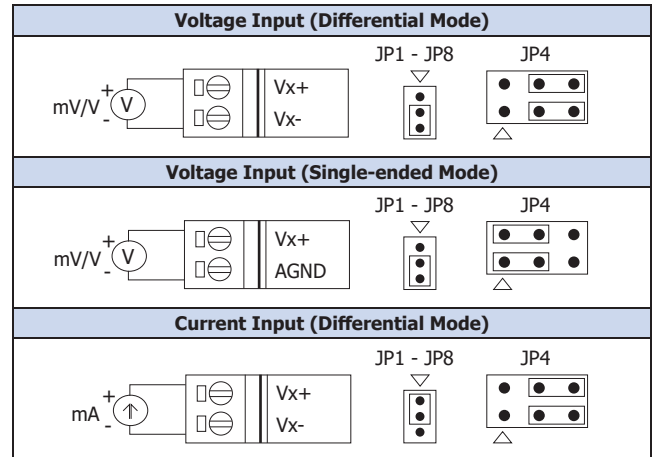 Voltage Input (Differential Mode)
JP1 - JP8 JP4
mV/V + - V Vx+
Vx-
Voltage Input (Single-ended Mode)
JP1 - JP8 JP4
mV/V + - V Vx+
AGND
Current Input (Differential Mode)
JP1 - JP8 JP4
mA + - Vx+
Vx-